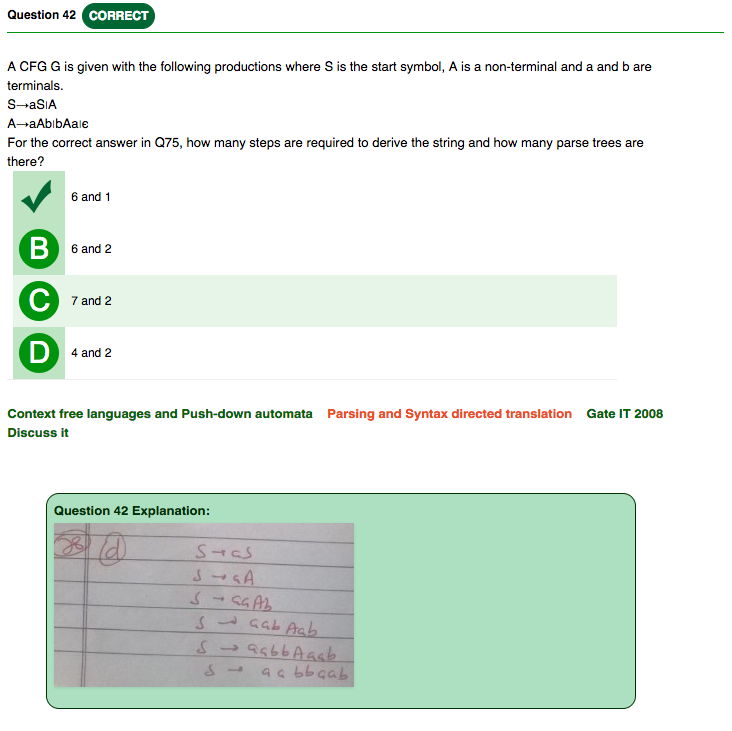 Question 42 CORRECT
A CFG G is given with the following productions where S is the start symbol, A is a non-terminal and a and b are
terminals.
S→aS|A
A→aAb|bAa|ϵ
For the correct answer in Q75, how many steps are required to derive the string and how many parse trees are
there?
6 and 1
B 6 and 2
C 7 and 2
D 4 and 2
Context free languages and Push-down automata Parsing and Syntax directed translation Gate IT 2008
Discuss it
Question 42 Explanation:
d
S → aS
S → aA
S → aaAb
S → aabAab
S → aabbAaab
S → aabbaab